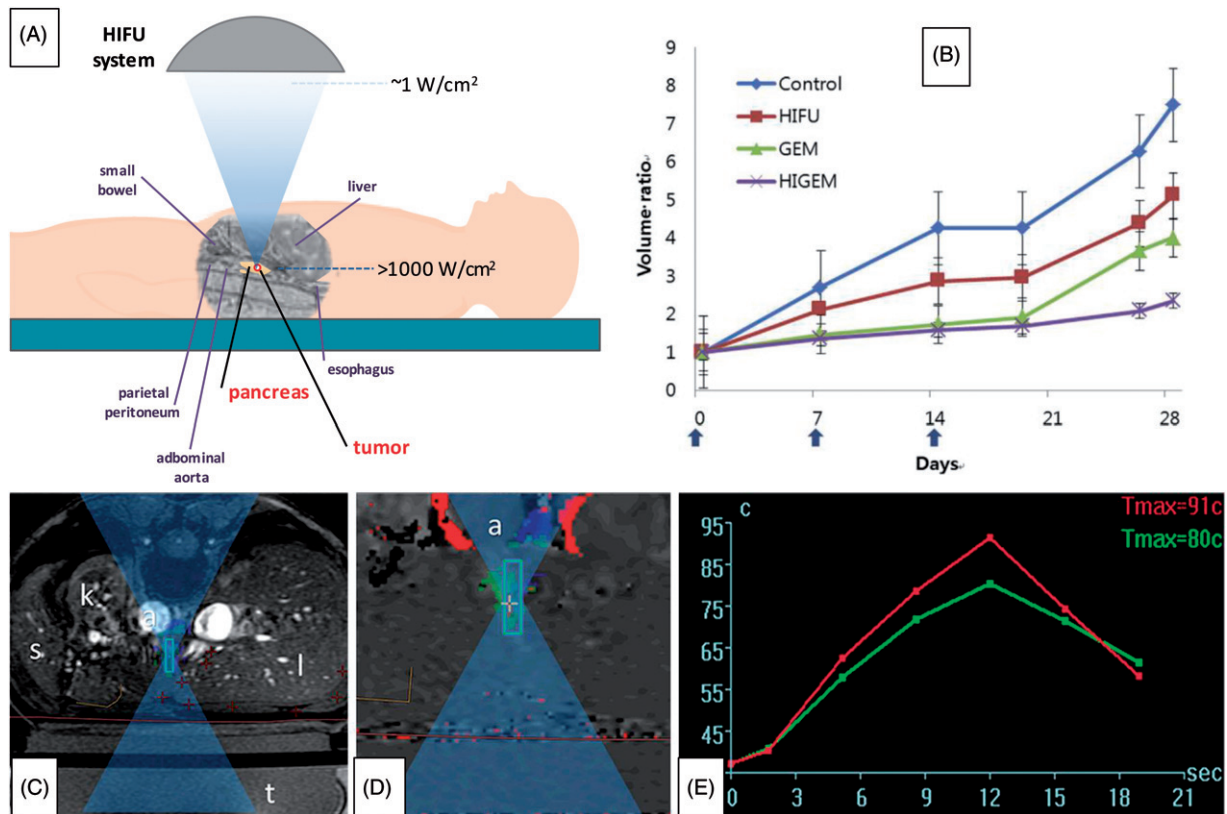 (A)
HIFU
system
~1 W/cm²
small
bowel
liver
>1000 W/cm²
esophagus
parietal
peritoneum
pancreas
adbominal
aorta
tumor
(B)
9
8
7
6
5
4
3
2
1
0
Volume·ratio
Control
HIFU
GEM
HIGEM
0 7 14 21 28
Days
k
a
s
l
t
(C)
a
(D)
c
Tmax=91c
Tmax=80c
95
85
75
65
55
45
sec
0 3 6 9 12 15 18 21
(E)